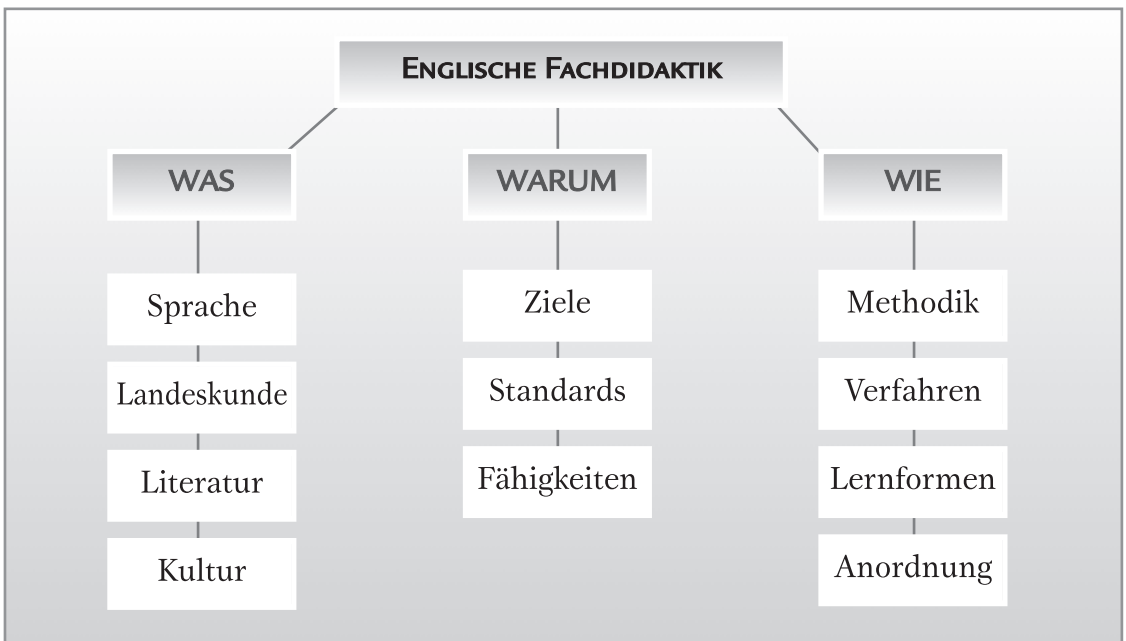 ENGLISCHE FACHDIDAKTIK
WAS
Sprache
Landeskunde
Literatur
Kultur
WARUM
Ziele
Standards
Fähigkeiten
WIE
Methodik
Verfahren
Lernformen
Anordnung